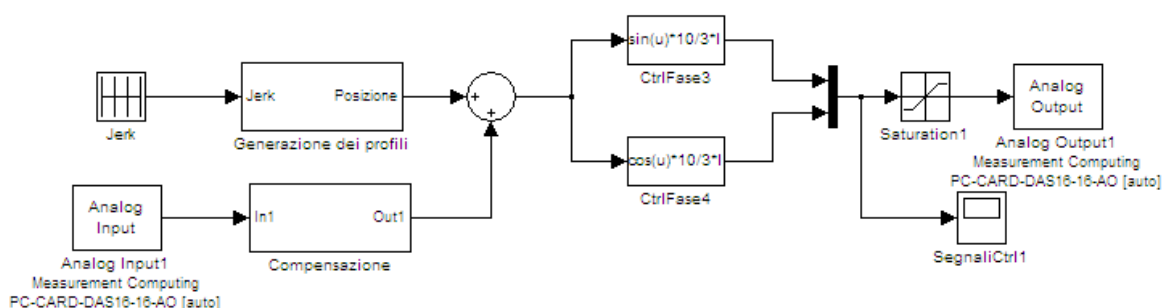 Jerk
Jerk
Posizione
Generazione dei profili
+
+
sin(u)*10/3*I
CtrlFase3
cos(u)*10/3*I
CtrlFase4
Saturation1
Analog
Output
Analog Output1
Measurement Computing
PC-CARD-DAS16-16-AO [auto]
SegnaliCtrl1
Analog
Input
Analog Input1
Measurement Computing
PC-CARD-DAS16-16-AO [auto]
In1
Out1
Compensazione